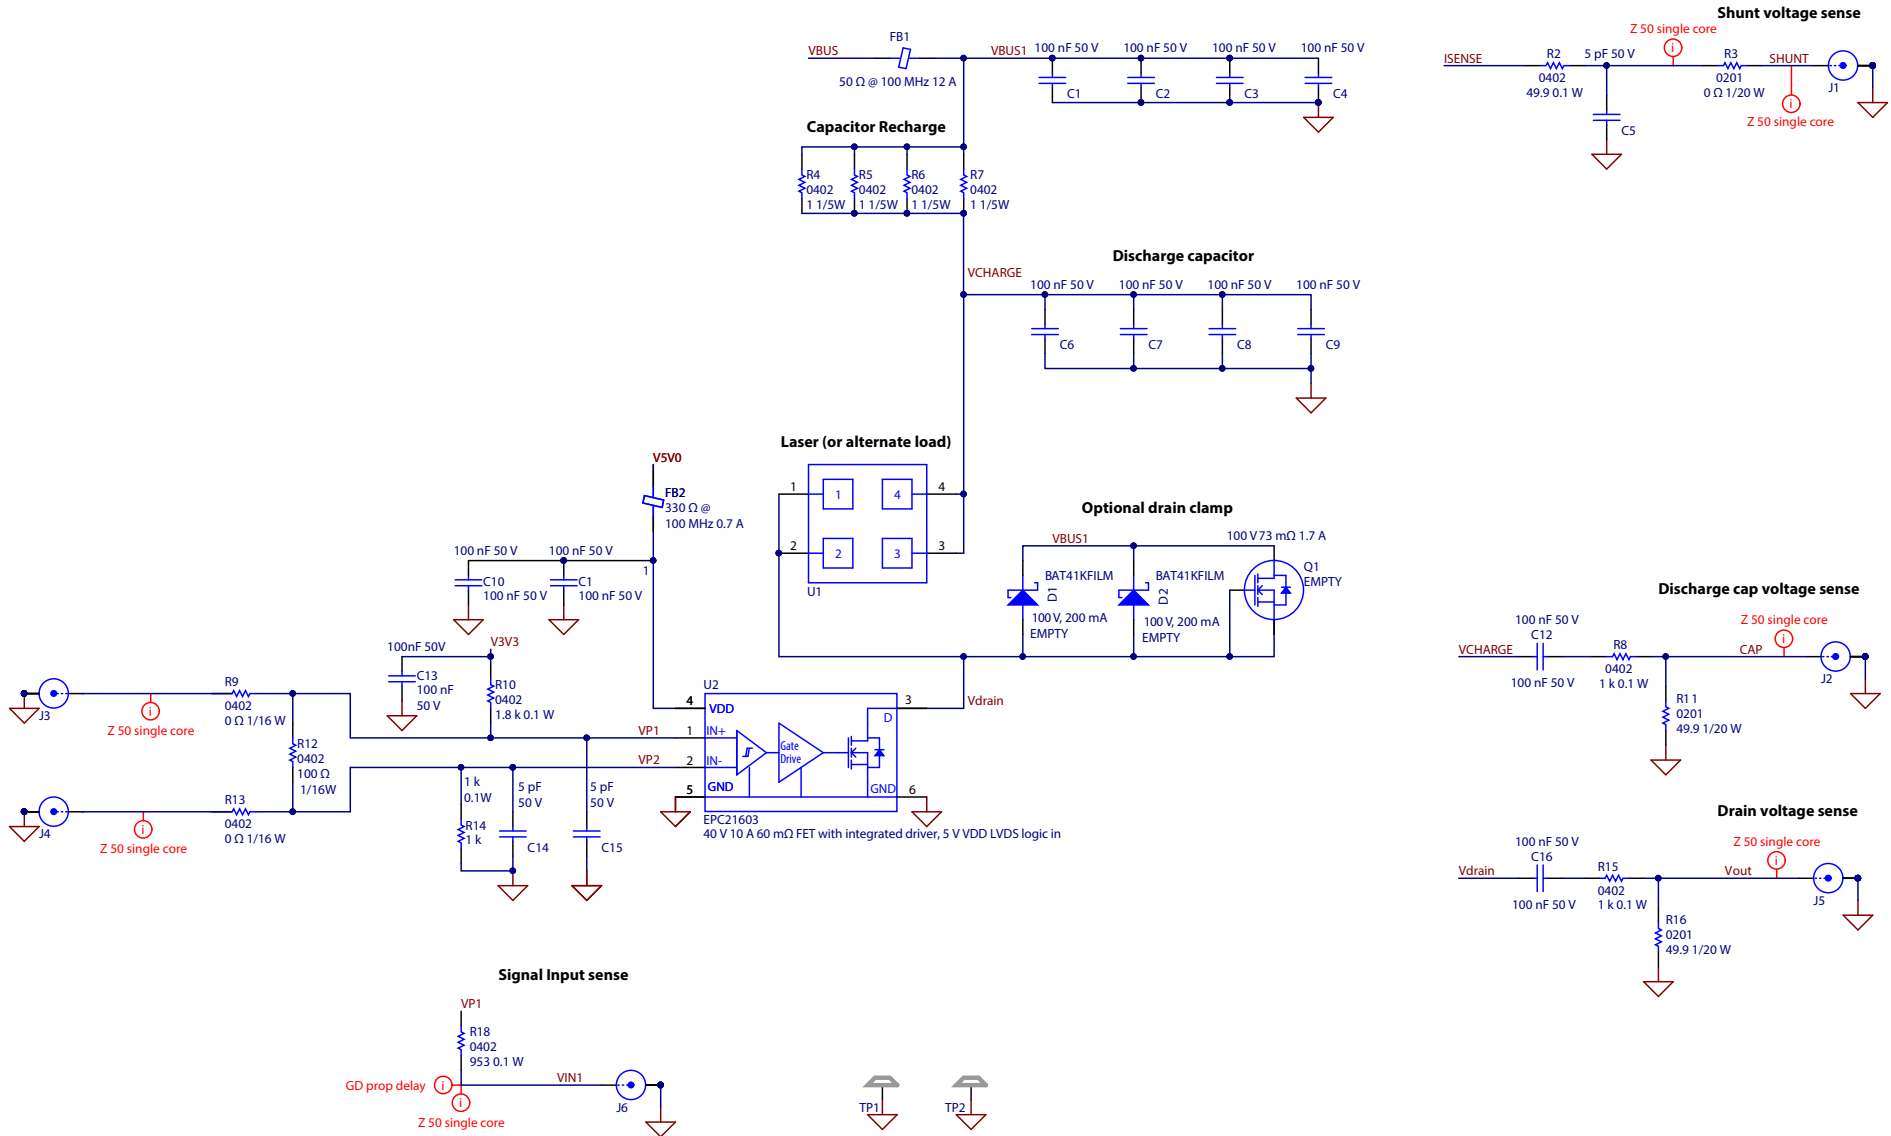 Shunt voltage sense
Z 50 single core
ISENSE
R2
0402
49.9 0.1 W
5 pF 50 V
C5
R3
0201
0 Ω 1/20 W
SHUNT
Z 50 single core
J1
VBUS
FB1
50 Ω @ 100 MHz 12 A
VBUS1
100 nF 50 V
100 nF 50 V
100 nF 50 V
100 nF 50 V
C1
C2
C3
C4
Capacitor Recharge
R4
0402
1 1/5W
R5
0402
1 1/5W
R6
0402
1 1/5W
R7
0402
1 1/5W
Discharge capacitor
VCHARGE
100 nF 50 V
100 nF 50 V
100 nF 50 V
100 nF 50 V
C6
C7
C8
C9
Laser (or alternate load)
1
1
4
4
2
2
3
3
U1
V5V0
FB2
330 Ω @
100 MHz 0.7 A
100 nF 50 V
100 nF 50 V
1
C10
100 nF 50 V
C1
100 nF 50 V
Optional drain clamp
VBUS1
100 V 73 mΩ 1.7 A
BAT41KFILM
D1
100 V, 200 mA
EMPTY
BAT41KFILM
D2
100 V, 200 mA
EMPTY
Q1
EMPTY
Discharge cap voltage sense
100 nF 50 V
C12
VCHARGE
100 nF 50 V
R8
0402
1 k 0.1 W
Z 50 single core
CAP
J2
R11
0201
49.9 1/20 W
100nF 50V
V3V3
C13
100 nF
50 V
R10
0402
1.8 k 0.1 W
J3
Z 50 single core
R9
0402
0 Ω 1/16 W
R12
0402
100 Ω
1/16W
R13
0402
0 Ω 1/16 W
J4
Z 50 single core
VP1
VP2
1 k
0.1W
R14
1 k
5 pF
50 V
C14
5 pF
50 V
C15
U2
4
VDD
1
IN+
2
IN-
5
GND
Gate
Drive
3
D
GND
6
Vdrain
EPC21603
40 V 10 A 60 mΩ FET with integrated driver, 5 V VDD LVDS logic in
Drain voltage sense
100 nF 50 V
C16
Vdrain
100 nF 50 V
R15
0402
1 k 0.1 W
Z 50 single core
Vout
J5
R16
0201
49.9 1/20 W
Signal Input sense
VP1
R18
0402
953 0.1 W
GD prop delay
Z 50 single core
VIN1
J6
TP1
TP2